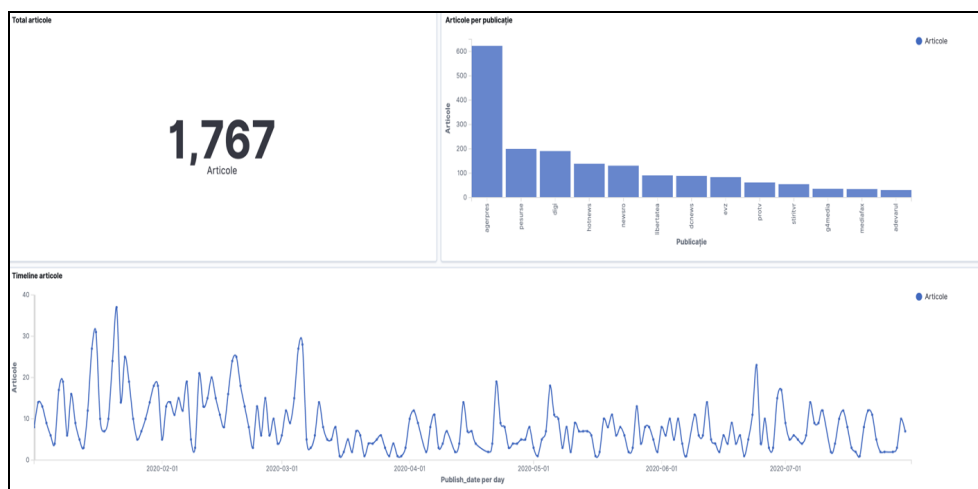 Total articole
1,767
Articole
Articole per publicație
Articole
600
500
400
300
200
100
0
Articole
agerpres
pesurse
digi
hotnews
newsro
libertatea
dcnews
evz
protv
stiritvr
g4media
mediafax
adevarul
Publicație
Timeline articole
Articole
40
30
20
10
0
Articole
2020-02-01
2020-03-01
2020-04-01
2020-05-01
2020-06-01
2020-07-01
Publish_date per day